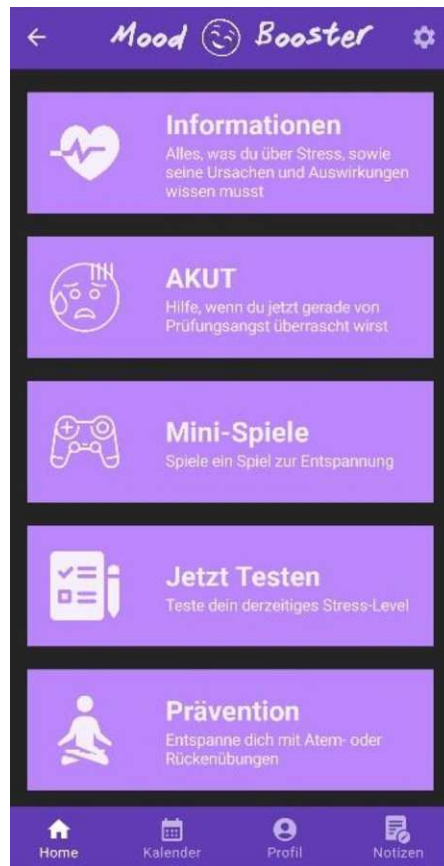 Mood Booster
Informationen
Alles, was du über Stress, sowie
seine Ursachen und Auswirkungen
wissen musst
AKUT
Hilfe, wenn du jetzt gerade von
Prüfungsangst überrascht wirst
Mini-Spiele
Spiele ein Spiel zur Entspannung
Jetzt Testen
Teste dein derzeitiges Stress-Level
Prävention
Entspanne dich mit Atem- oder
Rückenübungen
Home Kalender Profil Notizen